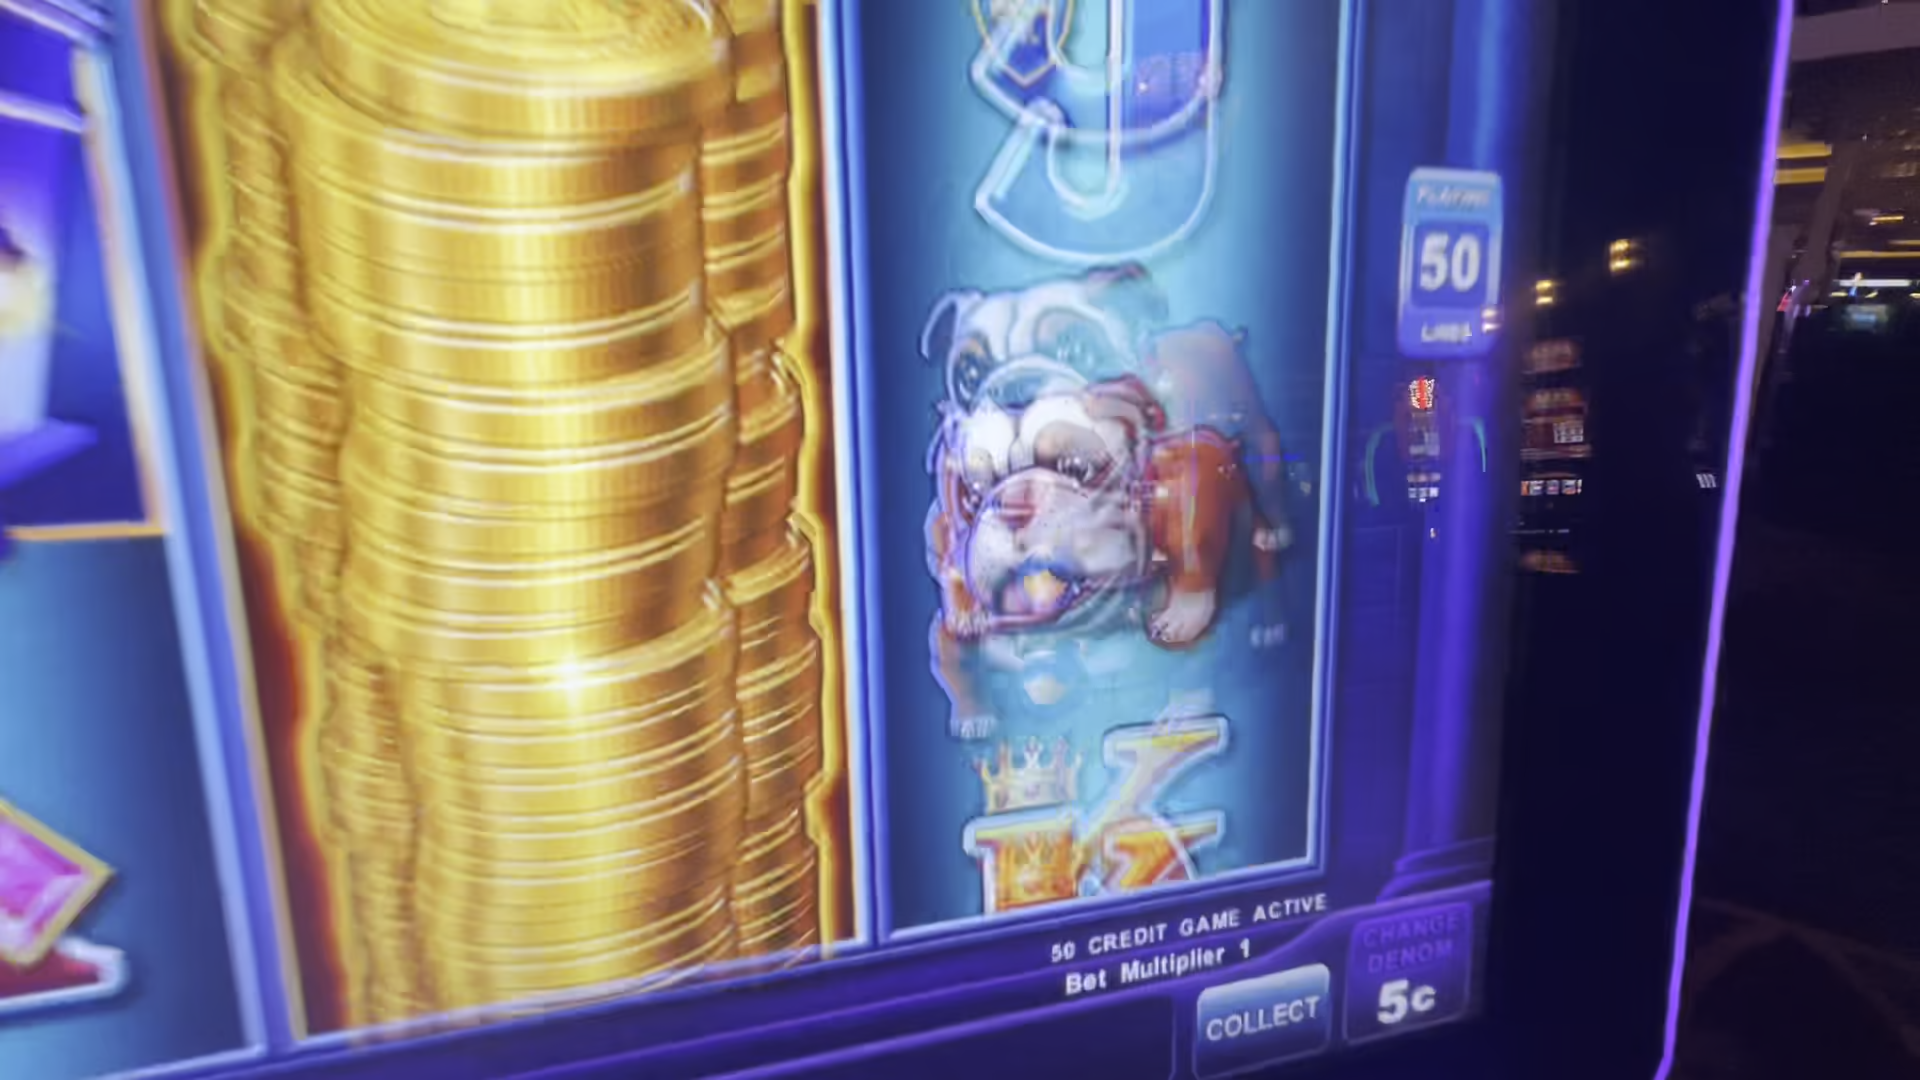 J
PLAYING
50
LINES
K
50 CREDIT GAME ACTIVE
Bet Multiplier 1
COLLECT
CHANGE
DENOM
5c